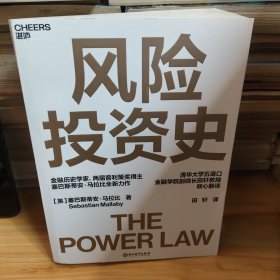 CHEERS
湛庐
风险
投资史
金融历史学家、两届普利策奖得主
塞巴斯蒂安·马拉比全新力作
清华大学五道口
金融学院副院长田轩教授
倾心翻译
[英]塞巴斯蒂安·马拉比 著
Sebastian Mallaby
田轩 译
THE
POWER LAW